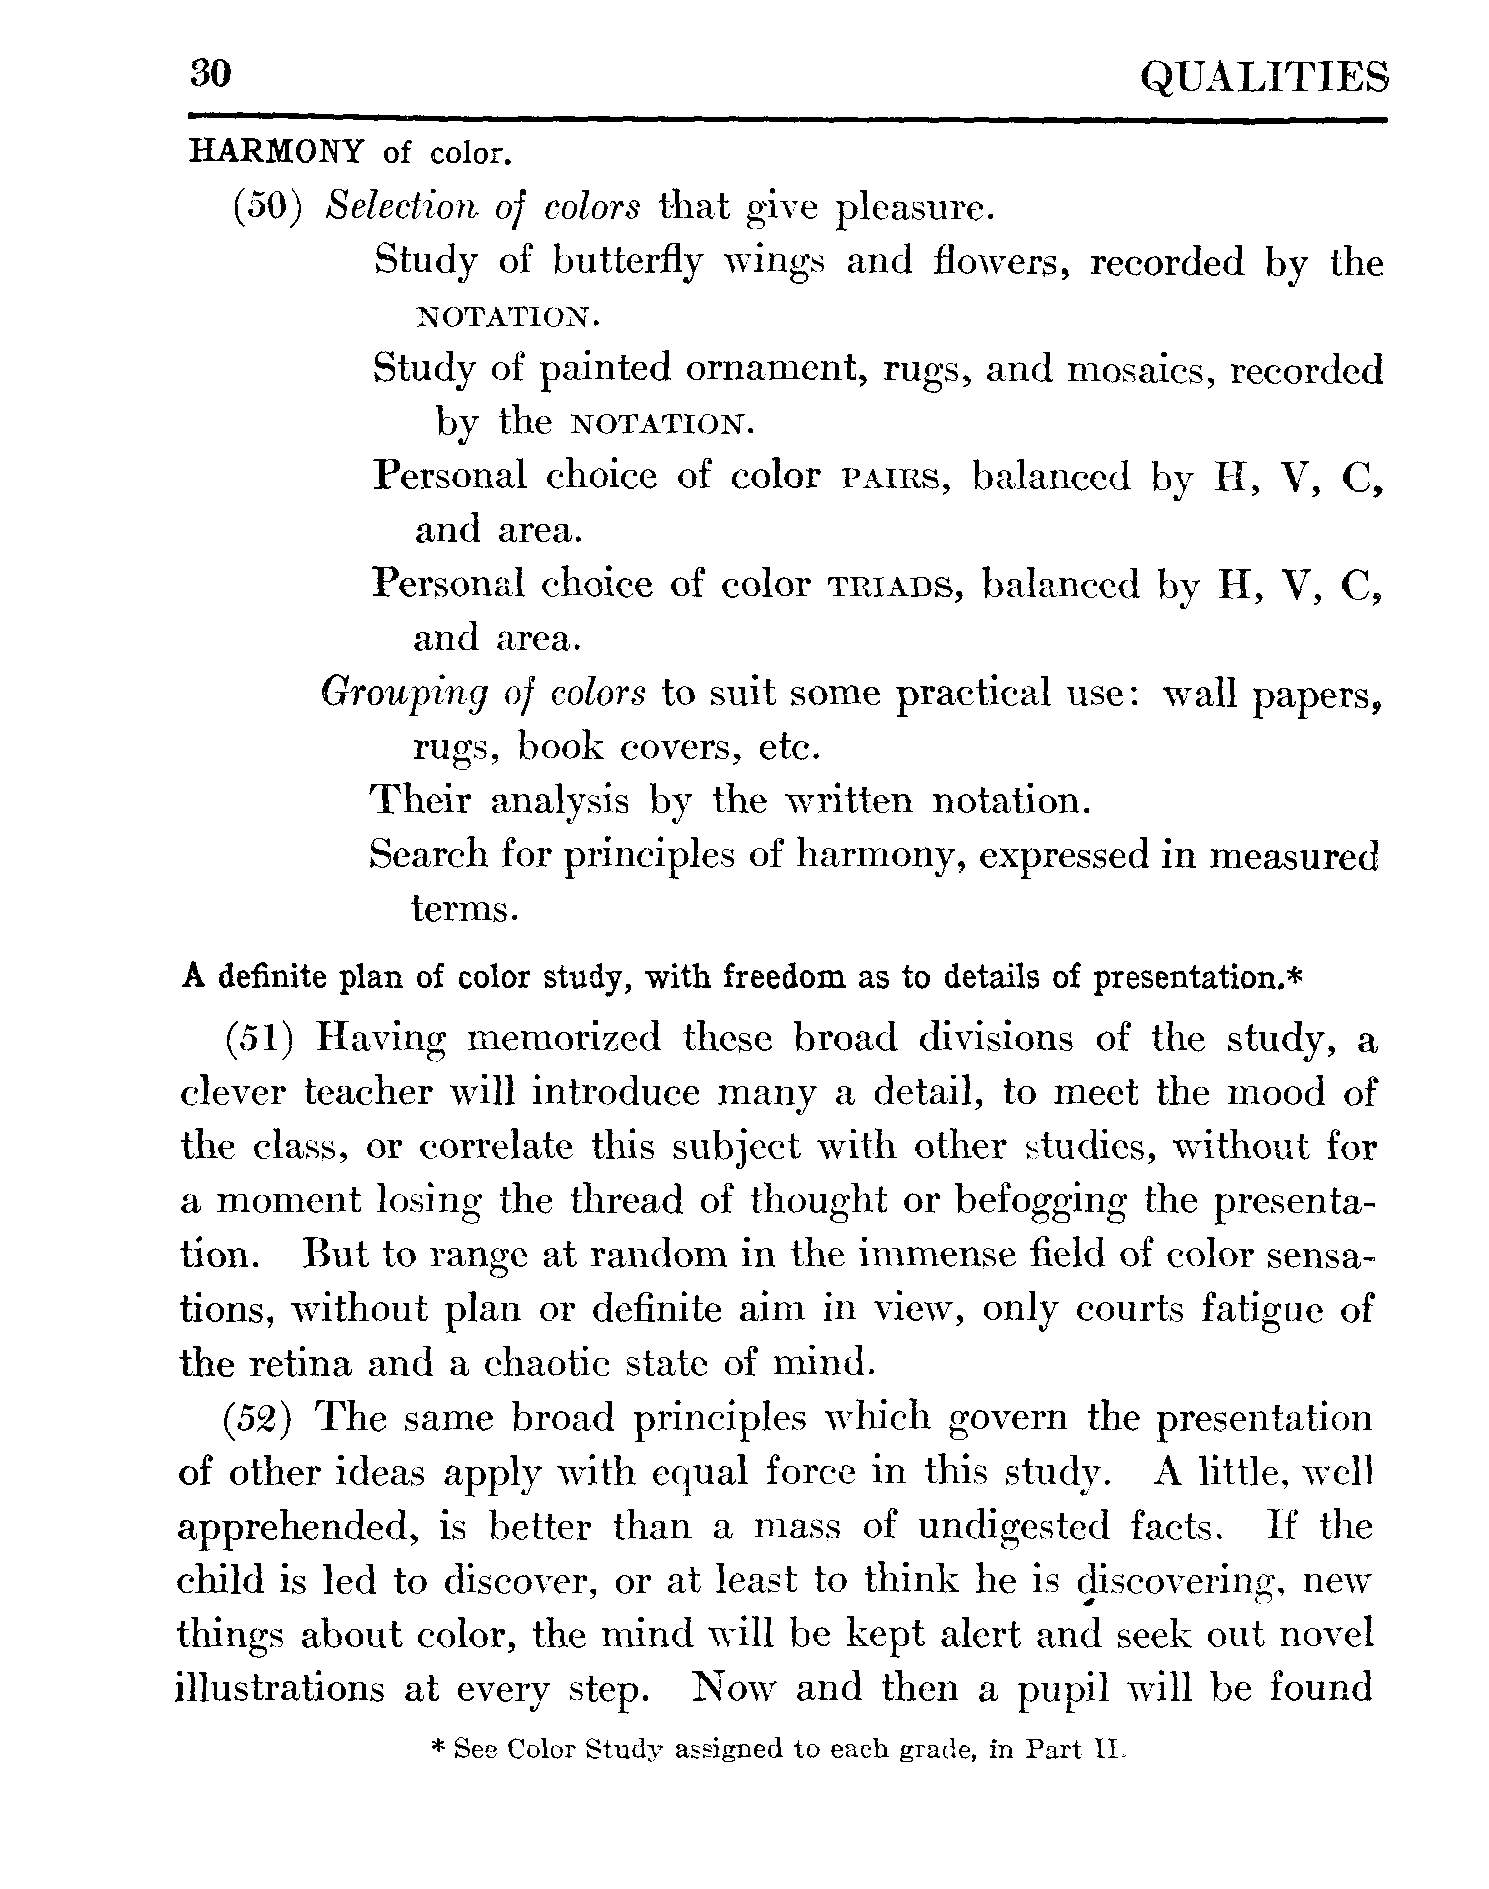 30 QUALITIES
HARMONY of color.
(50) Selection of colors that give pleasure.
Study of butterfly wings and flowers, recorded by the
NOTATION.
Study of painted ornament, rugs, and mosaics, recorded
by the NOTATION.
Personal choice of color PAIRS, balanced by H, V, C,
and area.
Personal choice of color TRIADS, balanced by H, V, C,
and area.
Grouping of colors to suit some practical use: wall papers,
rugs, book covers, etc.
Their analysis by the written notation.
Search for principles of harmony, expressed in measured
terms.
A definite plan of color study, with freedom as to details of presentation.*
(51) Having memorized these broad divisions of the study, a
clever teacher will introduce many a detail, to meet the mood of
the class, or correlate this subject with other studies, without for
a moment losing the thread of thought or befogging the presenta-
tion. But to range at random in the immense field of color sensa-
tions, without plan or definite aim in view, only courts fatigue of
the retina and a chaotic state of mind.
(52) The same broad principles which govern the presentation
of other ideas apply with equal force in this study. A little, well
apprehended, is better than a mass of undigested facts. If the
child is led to discover, or at least to think he is discovering, new
things about color, the mind will be kept alert and seek out novel
illustrations at every step. Now and then a pupil will be found
* See Color Study assigned to each grade, in Part II.